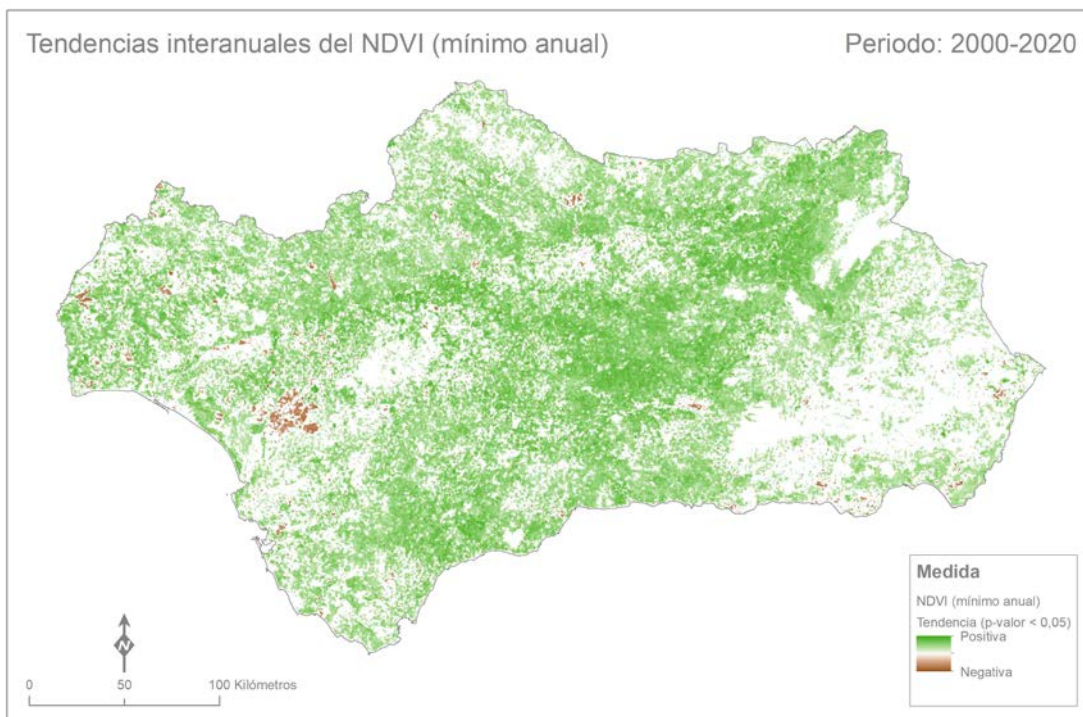 Tendencias interanuales del NDVI (mínimo anual)
Periodo: 2000-2020
N
0
50
100 Kilómetros
Medida
NDVI (mínimo anual)
Tendencia (p-valor < 0,05)
Positiva
Negativa